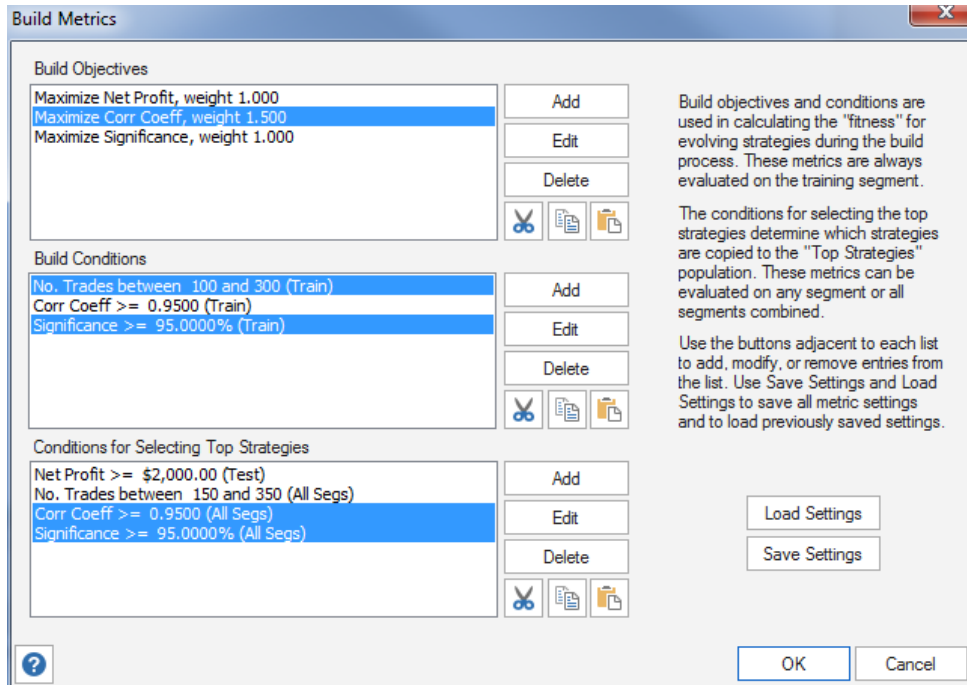 Build Metrics
Build Objectives
Maximize Net Profit, weight 1.000
Maximize Corr Coeff, weight 1.500
Maximize Significance, weight 1.000
Add
Edit
Delete
Build Conditions
No. Trades between  100 and 300 (Train)
Corr Coeff >=  0.9500 (Train)
Significance >=  95.0000% (Train)
Add
Edit
Delete
Conditions for Selecting Top Strategies
Net Profit >=  $2,000.00 (Test)
No. Trades between  150 and 350 (All Segs)
Corr Coeff >=  0.9500 (All Segs)
Significance >=  95.0000% (All Segs)
Add
Edit
Delete
Build objectives and conditions are
used in calculating the "fitness" for
evolving strategies during the build
process. These metrics are always
evaluated on the training segment.
The conditions for selecting the top
strategies determine which strategies
are copied to the "Top Strategies"
population. These metrics can be
evaluated on any segment or all
segments combined.
Use the buttons adjacent to each list
to add, modify, or remove entries from
the list. Use Save Settings and Load
Settings to save all metric settings
and to load previously saved settings.
Load Settings
Save Settings
?
OK
Cancel